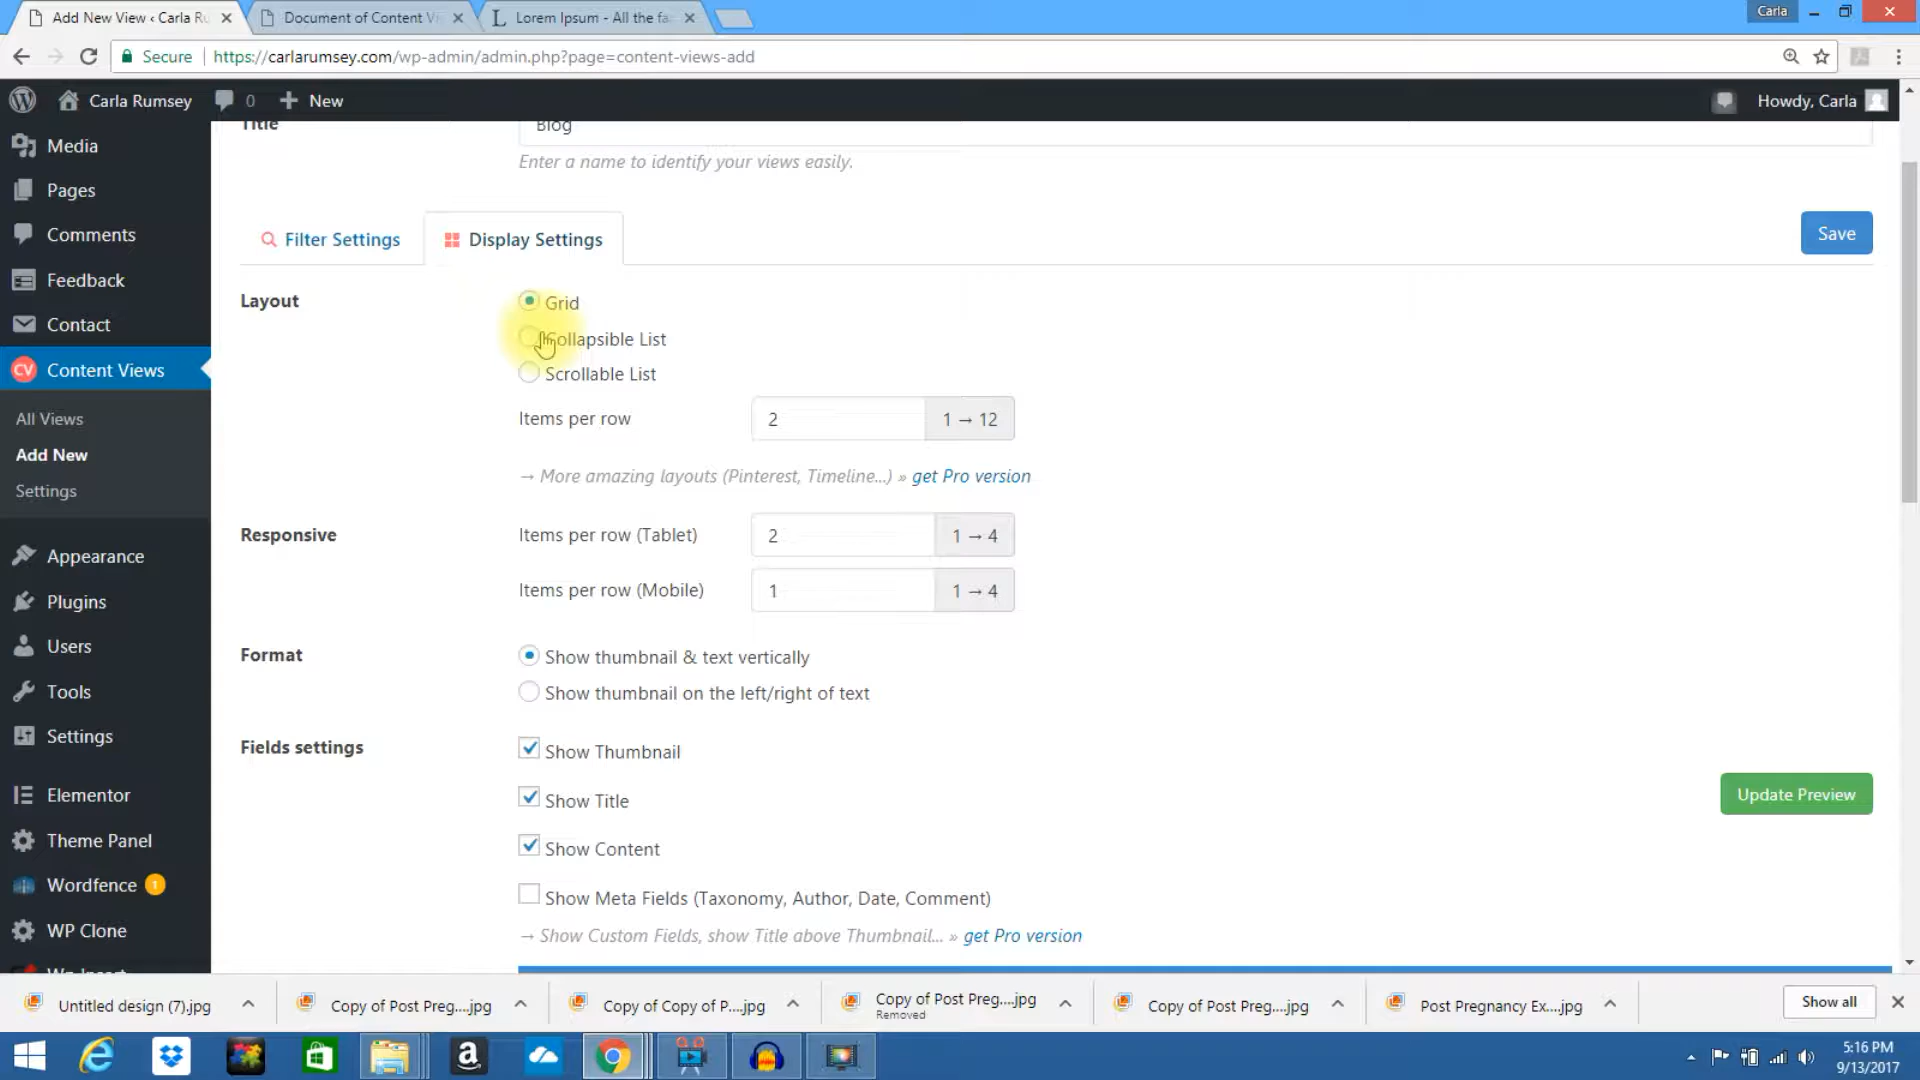 Add New View ‹ Carla Ru
Document of Content Vi
Lorem Ipsum - All the fa
Carla
Secure
https://carlarumsey.com/wp-admin/admin.php?page=content-views-add
Carla Rumsey
0
New
Howdy, Carla
Media
Pages
Comments
Feedback
Contact
Content Views
All Views
Add New
Settings
Appearance
Plugins
Users
Tools
Settings
Elementor
Theme Panel
Wordfence 1
WP Clone
Title
Blog
Enter a name to identify your views easily.
Filter Settings
Display Settings
Save
Layout
Grid
Collapsible List
Scrollable List
Items per row
2
1 → 12
→ More amazing layouts (Pinterest, Timeline...) » get Pro version
Responsive
Items per row (Tablet)
2
1 → 4
Items per row (Mobile)
1
1 → 4
Format
Show thumbnail & text vertically
Show thumbnail on the left/right of text
Fields settings
Show Thumbnail
Show Title
Show Content
Show Meta Fields (Taxonomy, Author, Date, Comment)
→ Show Custom Fields, show Title above Thumbnail... » get Pro version
Update Preview
Untitled design (7).jpg
Copy of Post Preg....jpg
Copy of Copy of P....jpg
Copy of Post Preg....jpg
Removed
Copy of Post Preg....jpg
Post Pregnancy Ex....jpg
Show all
5:16 PM
9/13/2017